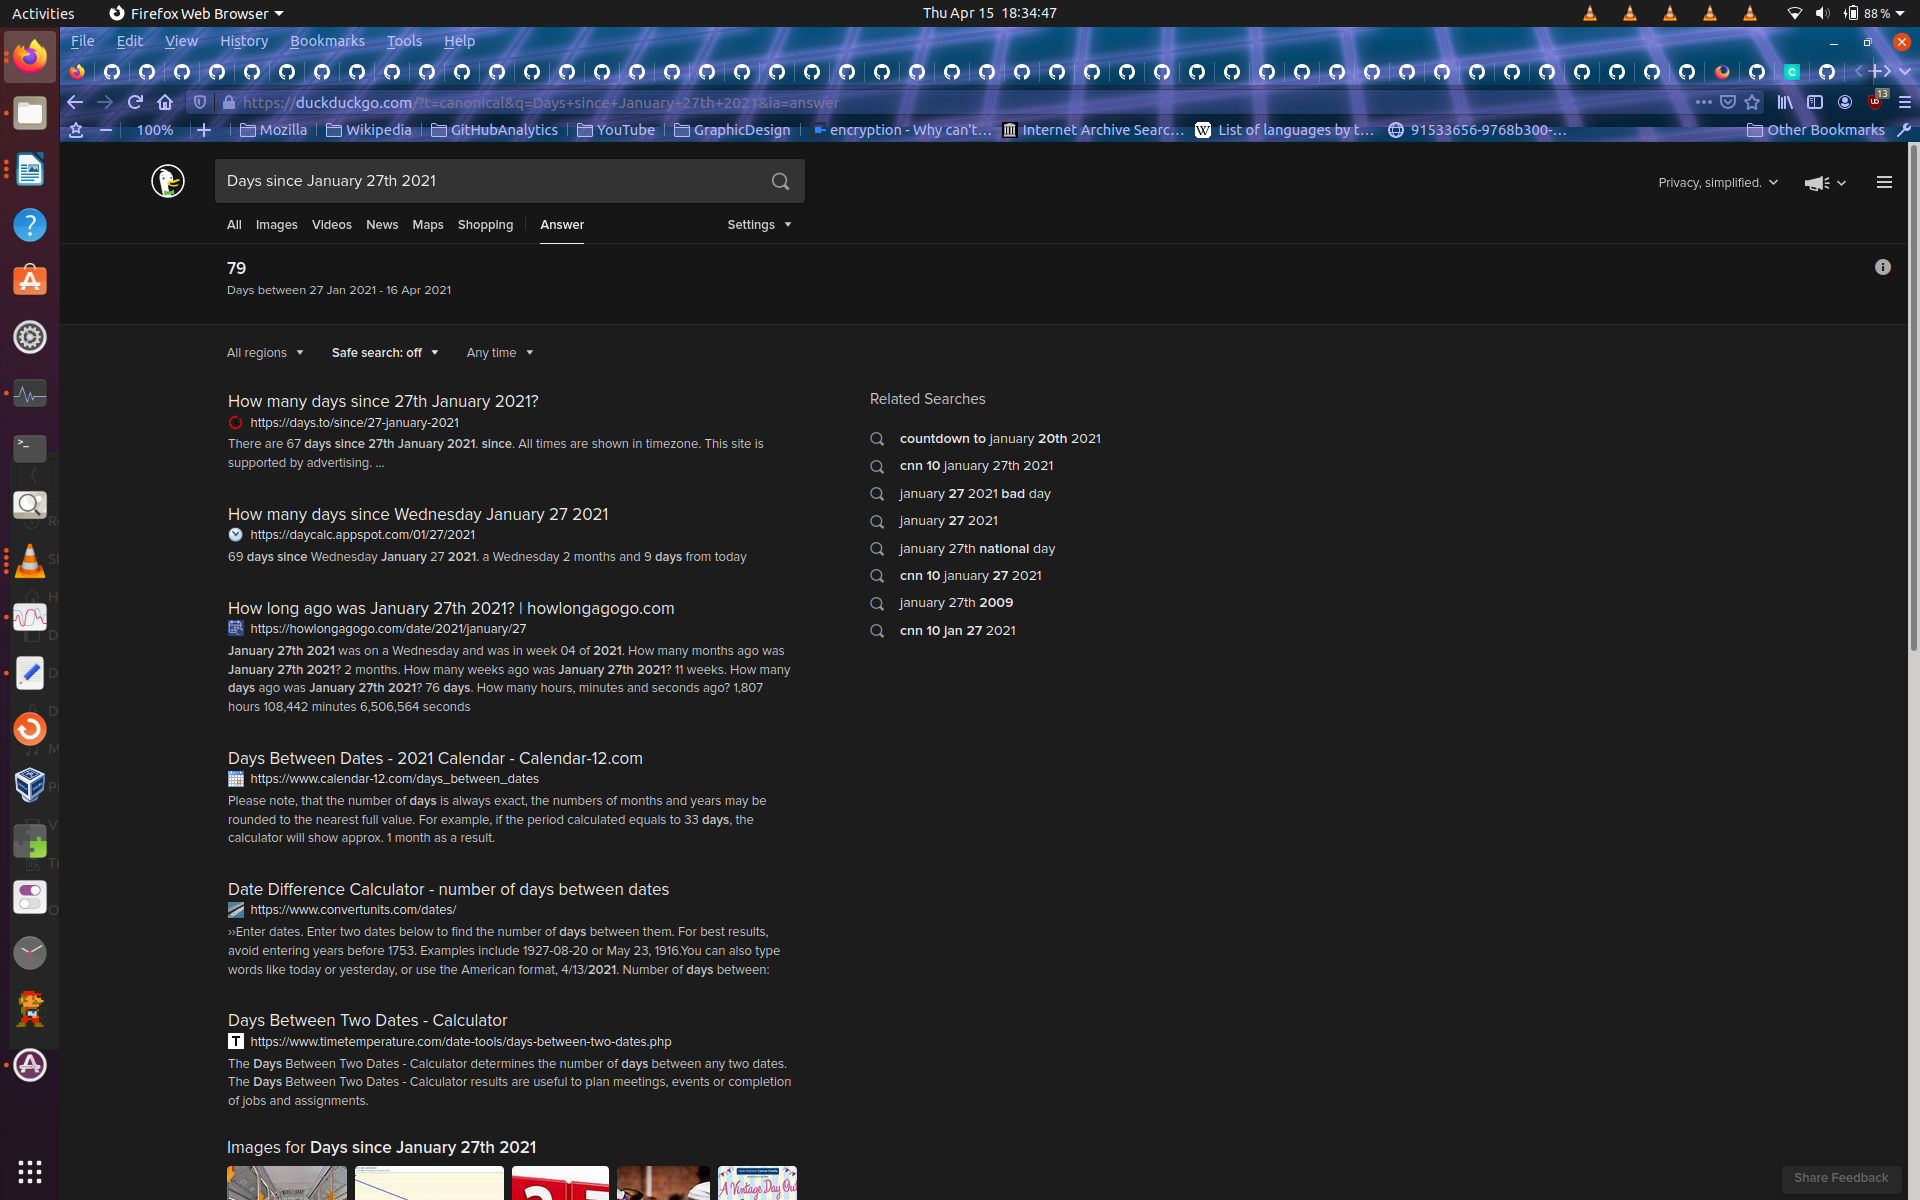 Activities
Firefox Web Browser
Thu Apr 15 18:34:47
88 %
File Edit View History Bookmarks Tools Help
https://duckduckgo.com/?t=canonical&q=Days+since+January+27th+2021&ia=answer
13
100%
Mozilla
Wikipedia
GitHubAnalytics
YouTube
GraphicDesign
encryption - Why can't…
Internet Archive Searc…
List of languages by t…
91533656-9768b300-…
Other Bookmarks
Days since January 27th 2021
Privacy, simplified.
All Images Videos News Maps Shopping Answer Settings
79
Days between 27 Jan 2021 - 16 Apr 2021
All regions Safe search: off Any time
How many days since 27th January 2021?
https://days.to/since/27-january-2021
There are 67 days since 27th January 2021. since. All times are shown in timezone. This site is
supported by advertising. ...
How many days since Wednesday January 27 2021
https://daycalc.appspot.com/01/27/2021
69 days since Wednesday January 27 2021. a Wednesday 2 months and 9 days from today
How long ago was January 27th 2021? | howlongagogo.com
https://howlongagogo.com/date/2021/january/27
January 27th 2021 was on a Wednesday and was in week 04 of 2021. How many months ago was
January 27th 2021? 2 months. How many weeks ago was January 27th 2021? 11 weeks. How many
days ago was January 27th 2021? 76 days. How many hours, minutes and seconds ago? 1,807
hours 108,442 minutes 6,506,564 seconds
Days Between Dates - 2021 Calendar - Calendar-12.com
https://www.calendar-12.com/days_between_dates
Please note, that the number of days is always exact, the numbers of months and years may be
rounded to the nearest full value. For example, if the period calculated equals to 33 days, the
calculator will show approx. 1 month as a result.
Date Difference Calculator - number of days between dates
https://www.convertunits.com/dates/
››Enter dates. Enter two dates below to find the number of days between them. For best results,
avoid entering years before 1753. Examples include 1927-08-20 or May 23, 1916.You can also type
words like today or yesterday, or use the American format, 4/13/2021. Number of days between:
Days Between Two Dates - Calculator
T https://www.timetemperature.com/date-tools/days-between-two-dates.php
The Days Between Two Dates - Calculator determines the number of days between any two dates.
The Days Between Two Dates - Calculator results are useful to plan meetings, events or completion
of jobs and assignments.
Images for Days since January 27th 2021
A Vintage Day Out
Related Searches
countdown to january 20th 2021
cnn 10 january 27th 2021
january 27 2021 bad day
january 27 2021
january 27th national day
cnn 10 january 27 2021
january 27th 2009
cnn 10 jan 27 2021
Share Feedback